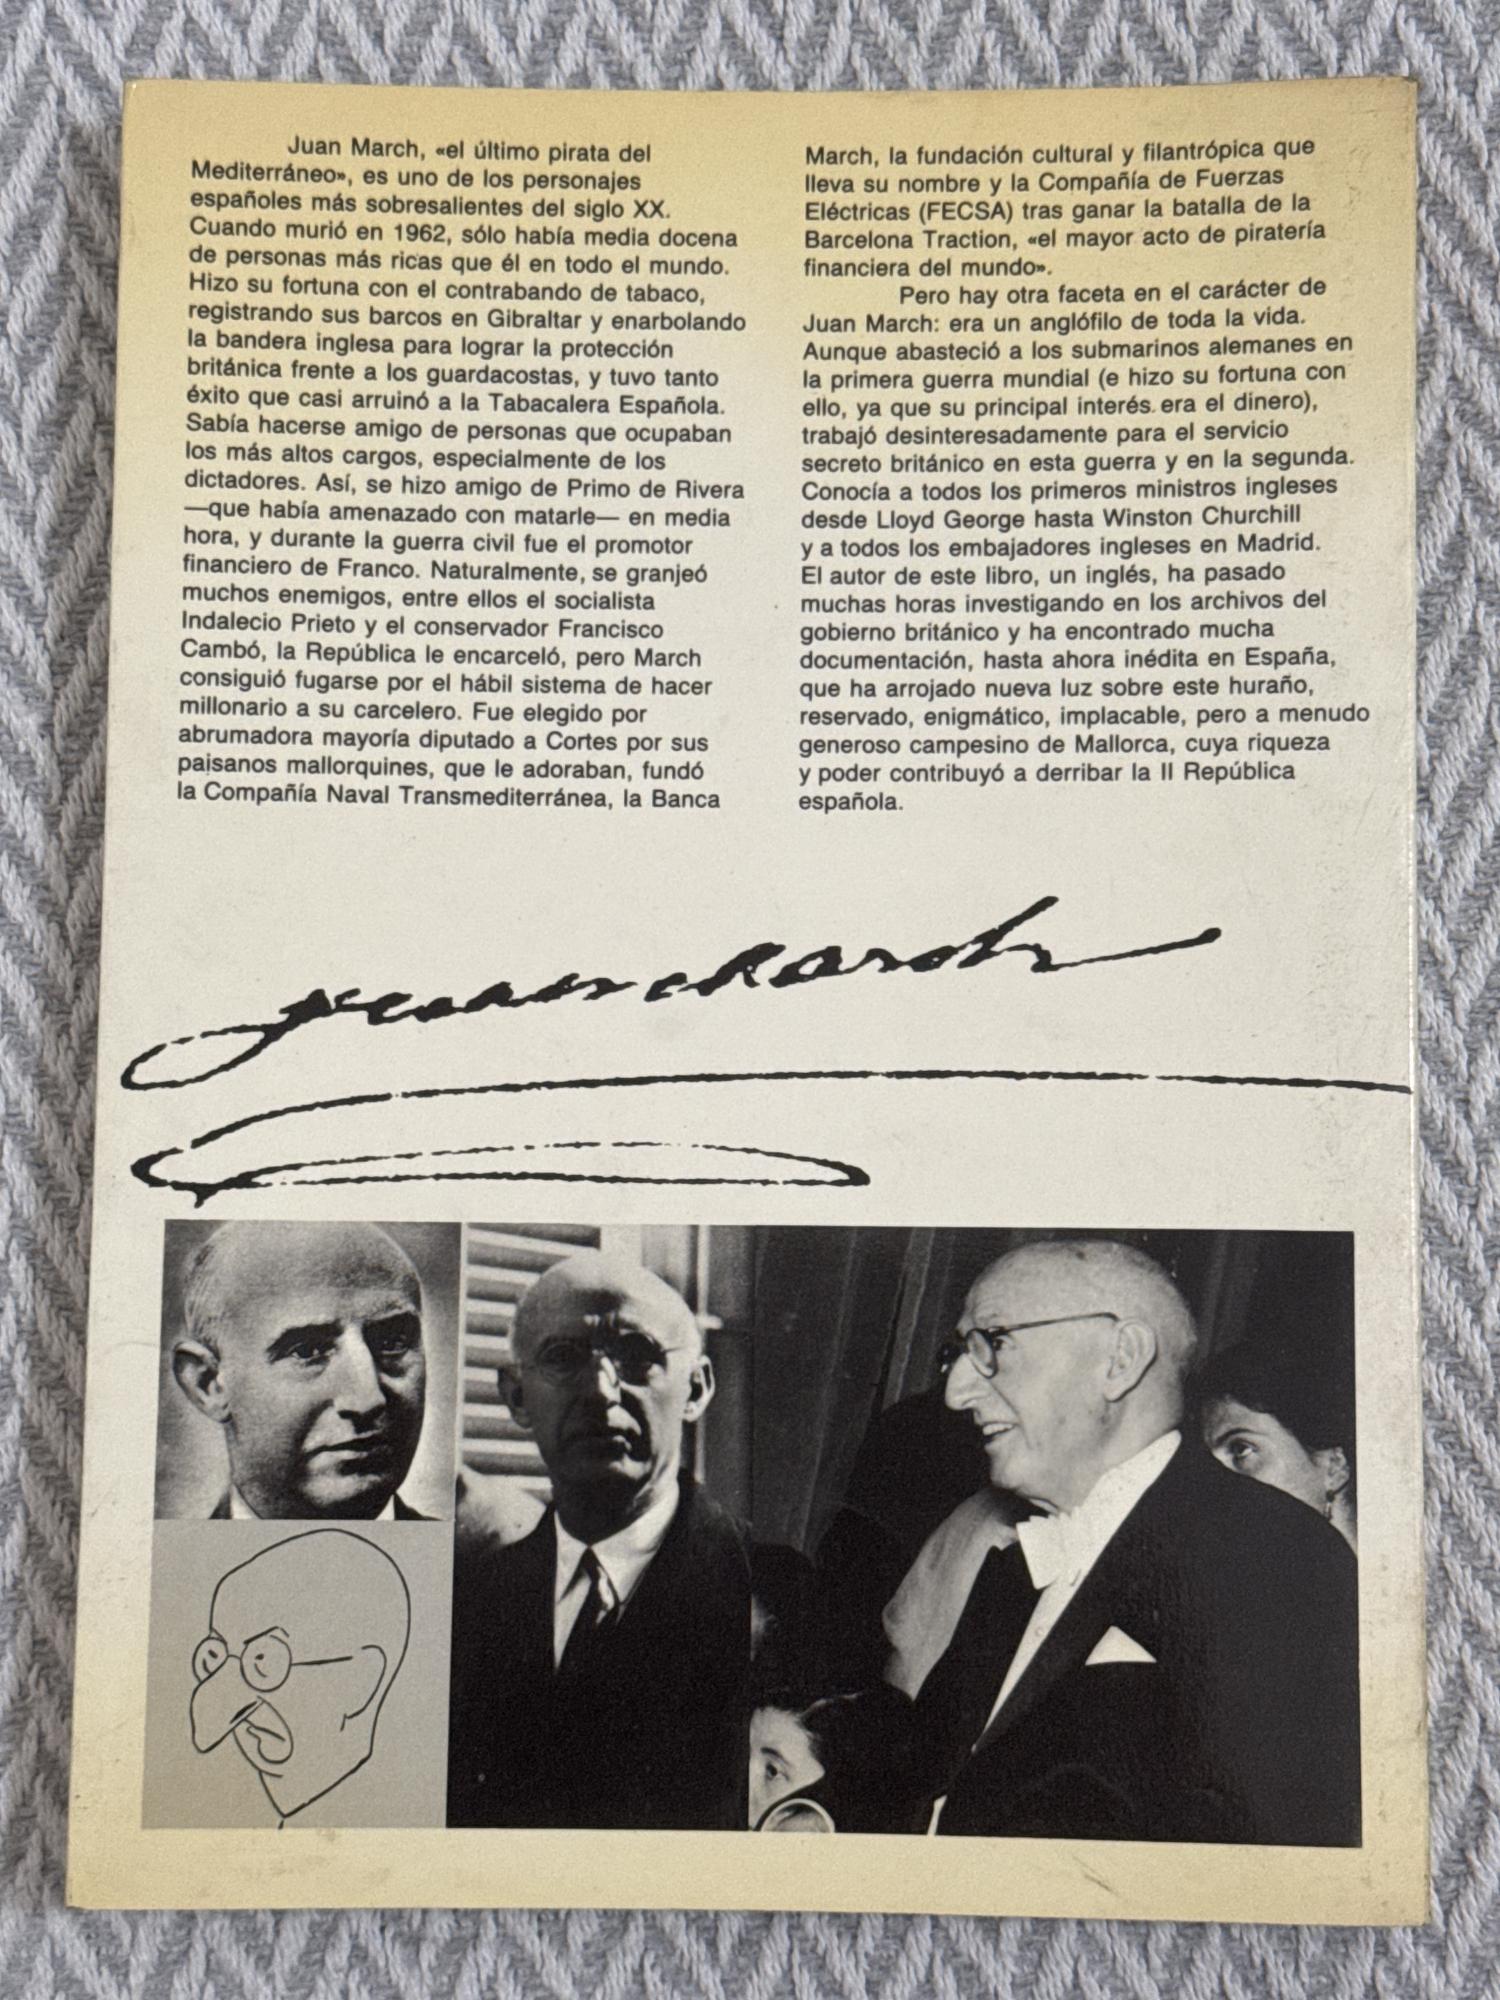 Juan March, «el último pirata del
Mediterráneo», es uno de los personajes
españoles más sobresalientes del siglo XX.
Cuando murió en 1962, sólo había media docena
de personas más ricas que él en todo el mundo.
Hizo su fortuna con el contrabando de tabaco,
registrando sus barcos en Gibraltar y enarbolando
la bandera inglesa para lograr la protección
británica frente a los guardacostas, y tuvo tanto
éxito que casi arruinó a la Tabacalera Española.
Sabía hacerse amigo de personas que ocupaban
los más altos cargos, especialmente de los
dictadores. Así, se hizo amigo de Primo de Rivera
—que había amenazado con matarle— en media
hora, y durante la guerra civil fue el promotor
financiero de Franco. Naturalmente, se granjeó
muchos enemigos, entre ellos el socialista
Indalecio Prieto y el conservador Francisco
Cambó, la República le encarceló, pero March
consiguió fugarse por el hábil sistema de hacer
millonario a su carcelero. Fue elegido por
abrumadora mayoría diputado a Cortes por sus
paisanos mallorquines, que le adoraban, fundó
la Compañía Naval Transmediterránea, la Banca
March, la fundación cultural y filantrópica que
lleva su nombre y la Compañía de Fuerzas
Eléctricas (FECSA) tras ganar la batalla de la
Barcelona Traction, «el mayor acto de piratería
financiera del mundo».
Pero hay otra faceta en el carácter de
Juan March: era un anglófilo de toda la vida.
Aunque abasteció a los submarinos alemanes en
la primera guerra mundial (e hizo su fortuna con
ello, ya que su principal interés era el dinero),
trabajó desinteresadamente para el servicio
secreto británico en esta guerra y en la segunda.
Conocía a todos los primeros ministros ingleses
desde Lloyd George hasta Winston Churchill
y a todos los embajadores ingleses en Madrid.
El autor de este libro, un inglés, ha pasado
muchas horas investigando en los archivos del
gobierno británico y ha encontrado mucha
documentación, hasta ahora inédita en España,
que ha arrojado nueva luz sobre este huraño,
reservado, enigmático, implacable, pero a menudo
generoso campesino de Mallorca, cuya riqueza
y poder contribuyó a derribar la II República
española.
Juan March